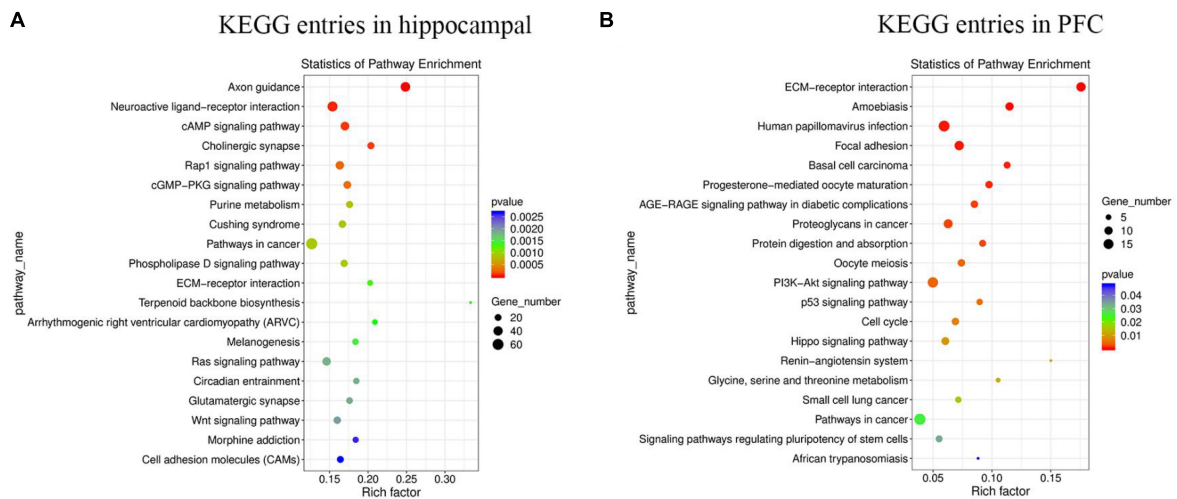 A
KEGG entries in hippocampal
Statistics of Pathway Enrichment
pathway_name
Axon guidance
Neuroactive ligand−receptor interaction
cAMP signaling pathway
Cholinergic synapse
Rap1 signaling pathway
cGMP−PKG signaling pathway
Purine metabolism
Cushing syndrome
Pathways in cancer
Phospholipase D signaling pathway
ECM−receptor interaction
Terpenoid backbone biosynthesis
Arrhythmogenic right ventricular cardiomyopathy (ARVC)
Melanogenesis
Ras signaling pathway
Circadian entrainment
Glutamatergic synapse
Wnt signaling pathway
Morphine addiction
Cell adhesion molecules (CAMs)
0.15 0.20 0.25 0.30
Rich factor
pvalue
0.0025
0.0020
0.0015
0.0010
0.0005
Gene_number
20
40
60
B
KEGG entries in PFC
Statistics of Pathway Enrichment
pathway_name
ECM−receptor interaction
Amoebiasis
Human papillomavirus infection
Focal adhesion
Basal cell carcinoma
Progesterone−mediated oocyte maturation
AGE−RAGE signaling pathway in diabetic complications
Proteoglycans in cancer
Protein digestion and absorption
Oocyte meiosis
PI3K−Akt signaling pathway
p53 signaling pathway
Cell cycle
Hippo signaling pathway
Renin−angiotensin system
Glycine, serine and threonine metabolism
Small cell lung cancer
Pathways in cancer
Signaling pathways regulating pluripotency of stem cells
African trypanosomiasis
0.05 0.10 0.15
Rich factor
Gene_number
5
10
15
pvalue
0.04
0.03
0.02
0.01